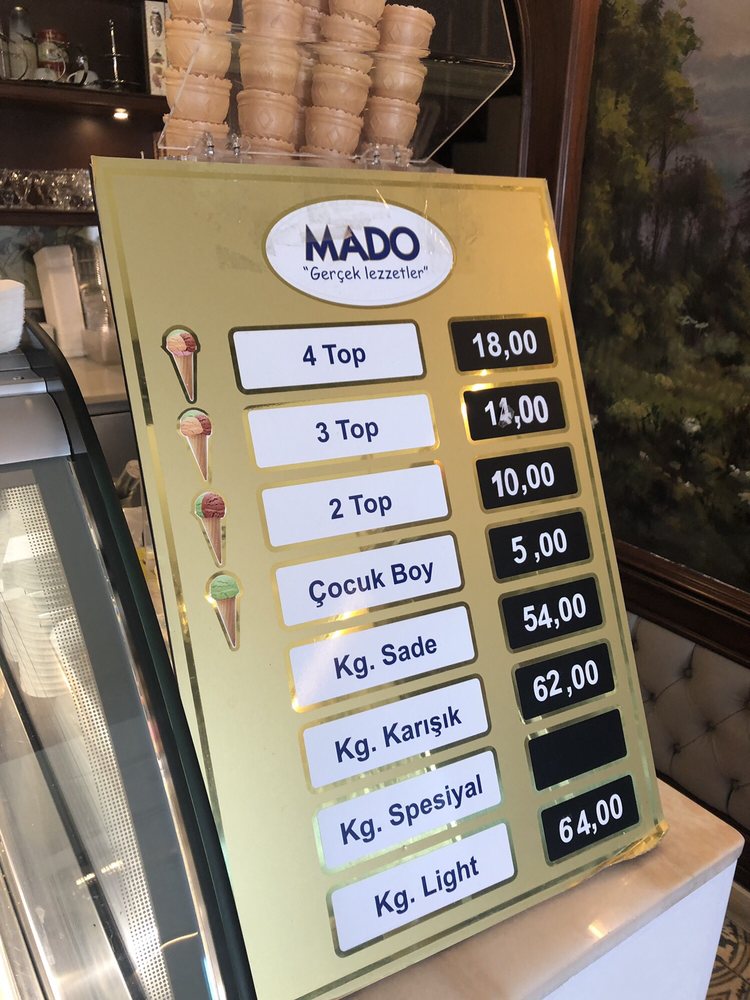 MADO
"Gerçek lezzetler"
4 Top 18,00
3 Top
2 Top 10,00
Çocuk Boy 5,00
Kg. Sade 54,00
Kg. Karışık 62,00
Kg. Spesiyal
Kg. Light 64,00